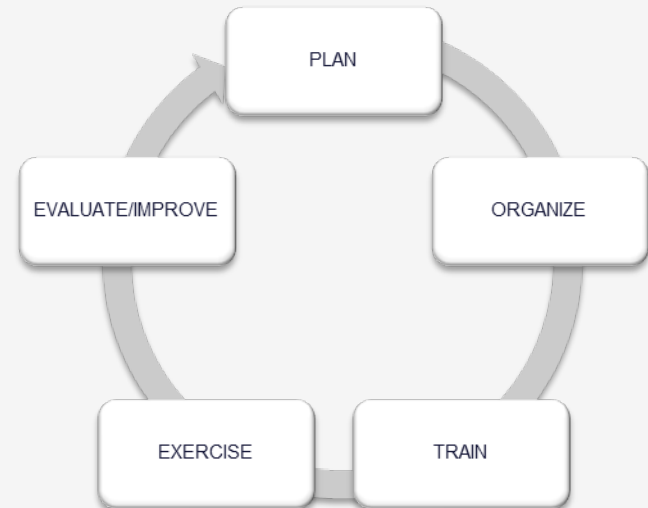 PLAN
ORGANIZE
TRAIN
EXERCISE
EVALUATE/IMPROVE